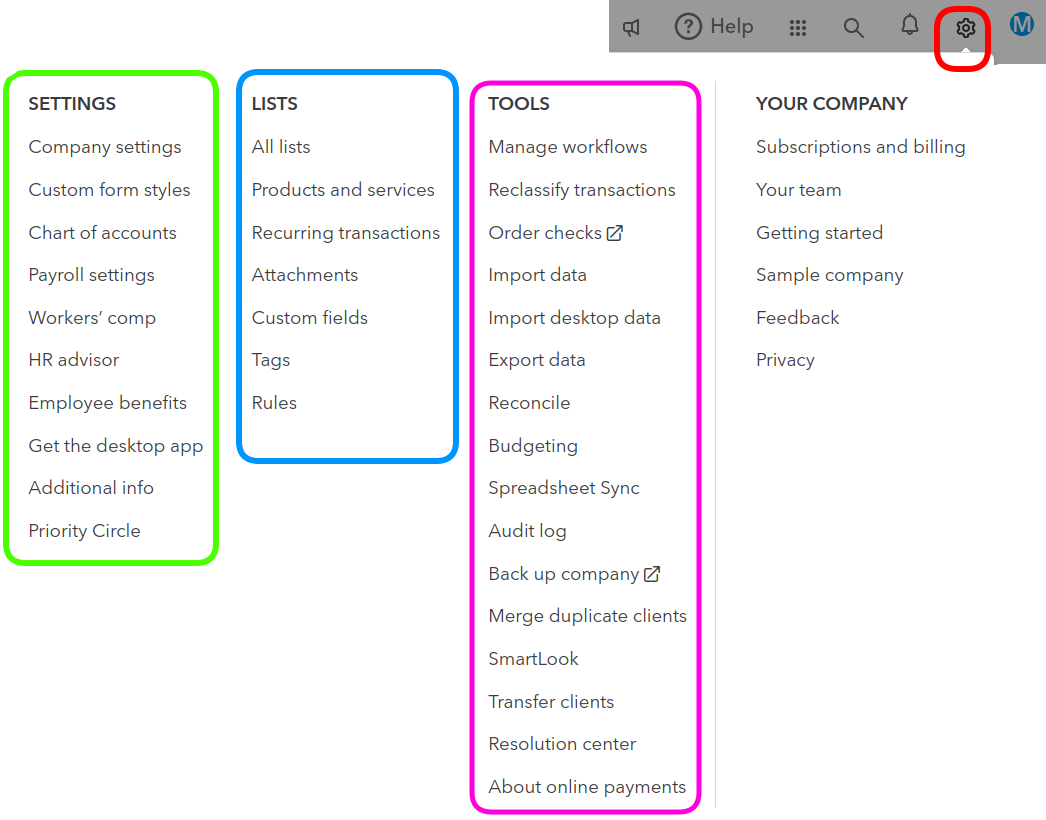 Help
M
SETTINGS
Company settings
Custom form styles
Chart of accounts
Payroll settings
Workers’ comp
HR advisor
Employee benefits
Get the desktop app
Additional info
Priority Circle
LISTS
All lists
Products and services
Recurring transactions
Attachments
Custom fields
Tags
Rules
TOOLS
Manage workflows
Reclassify transactions
Order checks
Import data
Import desktop data
Export data
Reconcile
Budgeting
Spreadsheet Sync
Audit log
Back up company
Merge duplicate clients
SmartLook
Transfer clients
Resolution center
About online payments
YOUR COMPANY
Subscriptions and billing
Your team
Getting started
Sample company
Feedback
Privacy